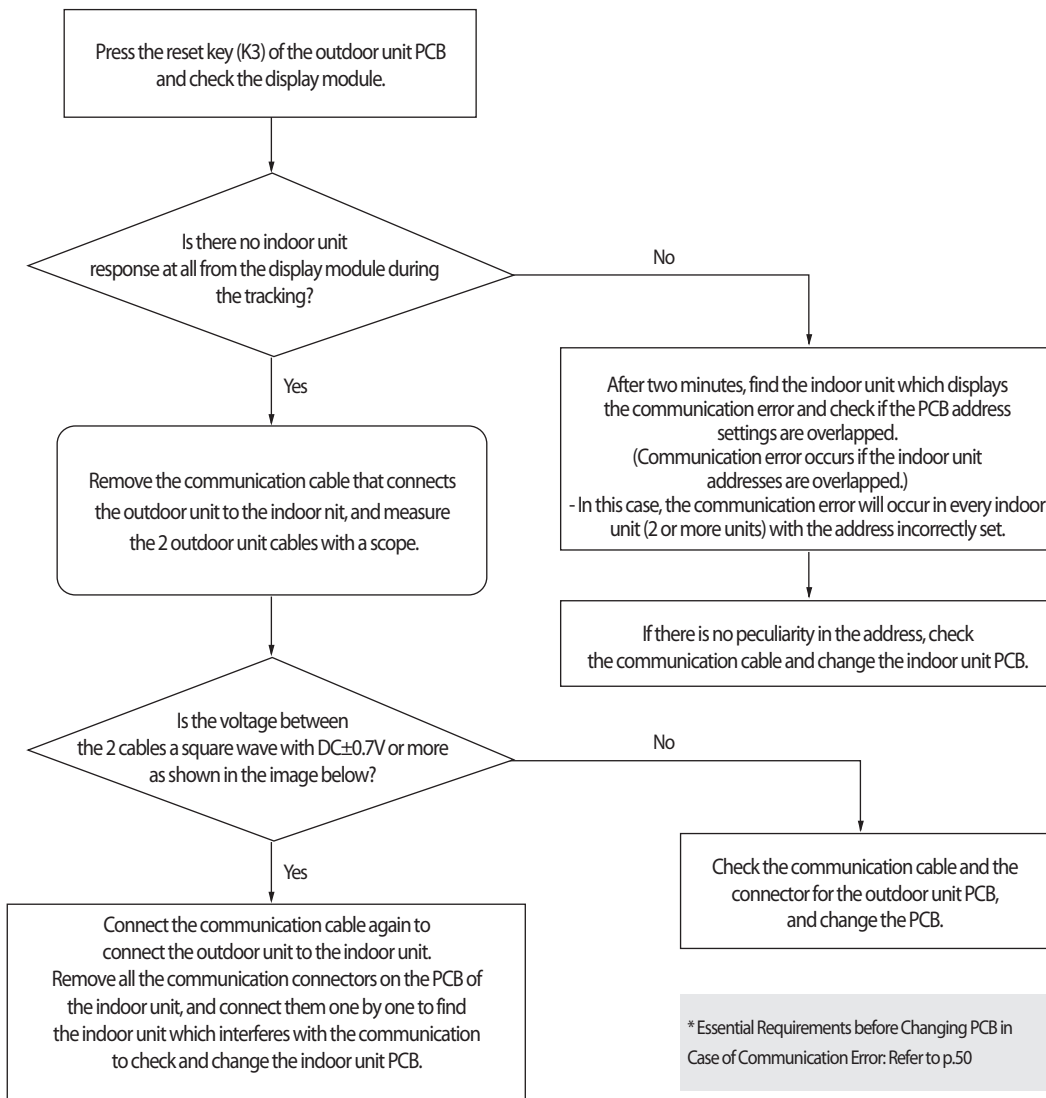 Press the reset key (K3) of the outdoor unit PCB
and check the display module.
Is there no indoor unit
response at all from the display module during
the tracking?
No
Yes
After two minutes, find the indoor unit which displays
the communication error and check if the PCB address
settings are overlapped.
(Communication error occurs if the indoor unit
addresses are overlapped.)
- In this case, the communication error will occur in every indoor
unit (2 or more units) with the address incorrectly set.
Remove the communication cable that connects
the outdoor unit to the indoor nit, and measure
the 2 outdoor unit cables with a scope.
If there is no peculiarity in the address, check
the communication cable and change the indoor unit PCB.
Is the voltage between
the 2 cables a square wave with DC±0.7V or more
as shown in the image below?
No
Yes
Check the communication cable and the
connector for the outdoor unit PCB,
and change the PCB.
Connect the communication cable again to
connect the outdoor unit to the indoor unit.
Remove all the communication connectors on the PCB of
the indoor unit, and connect them one by one to find
the indoor unit which interferes with the communication
to check and change the indoor unit PCB.
* Essential Requirements before Changing PCB in
Case of Communication Error: Refer to p.50